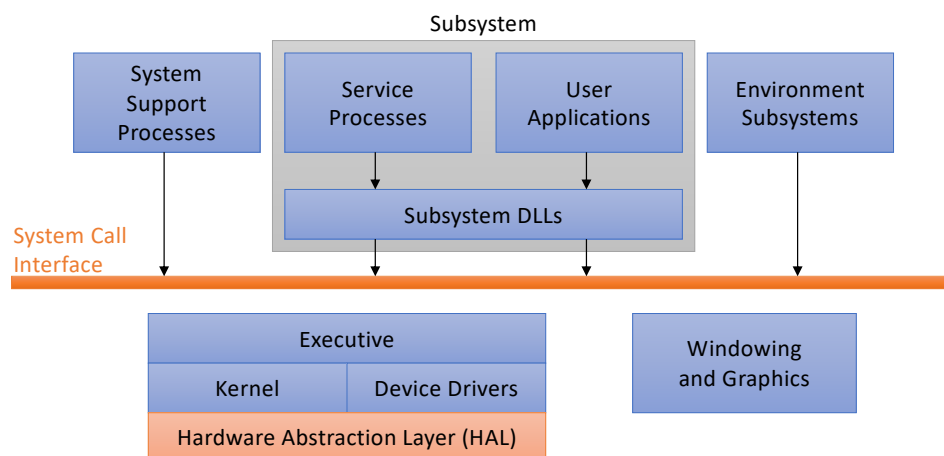 Subsystem
System
Support
Processes
Service
Processes
User
Applications
Environment
Subsystems
Subsystem DLLs
System Call
Interface
Executive
Kernel
Device Drivers
Hardware Abstraction Layer (HAL)
Windowing
and Graphics